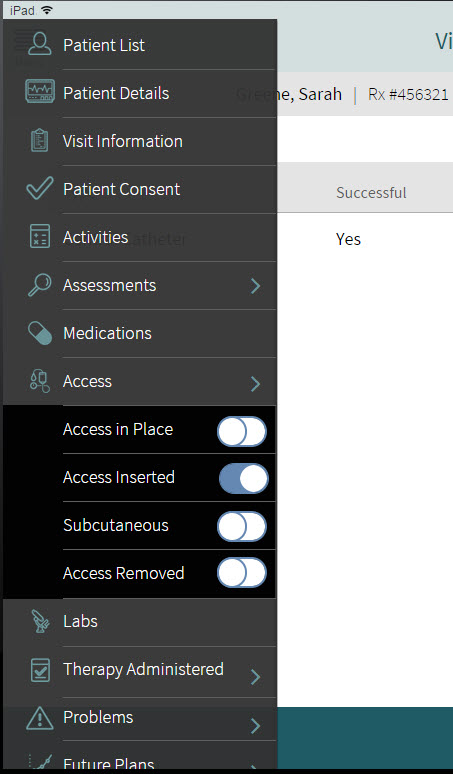 iPad
Vi
Patient List
Patient Details
Greene, Sarah | Rx #456321
Visit Information
Patient Consent
Successful
Activities
Catheter
Yes
Assessments
Medications
Access
Access in Place
Access Inserted
Subcutaneous
Access Removed
Labs
Therapy Administered
Problems
Future Plans